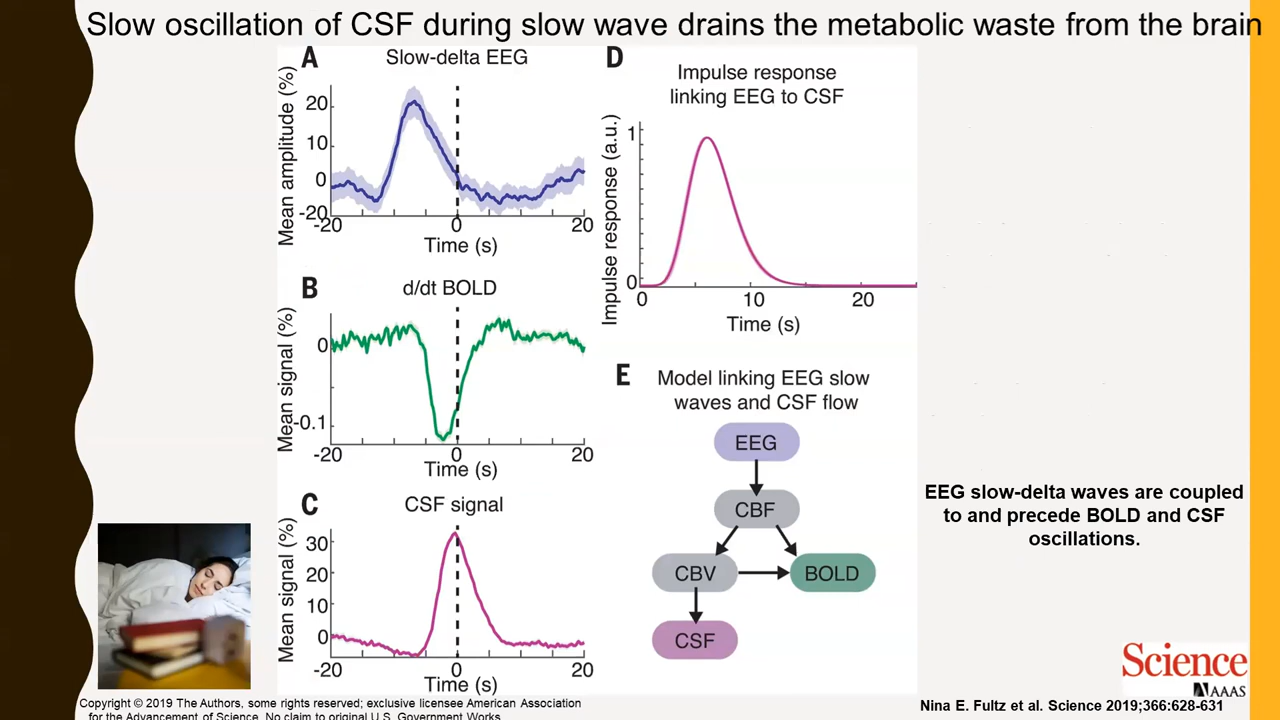 Slow oscillation of CSF during slow wave drains the metabolic waste from the brain
A
Slow-delta EEG
Mean amplitude (%)
20
10
0
-20
-20
0
20
Time (s)
B
d/dt BOLD
Mean signal (%)
0
-0.1
-20
0
20
Time (s)
C
CSF signal
Mean signal (%)
30
20
10
0
-20
0
20
Time (s)
D
Impulse response
linking EEG to CSF
Impulse response (a.u.)
1
0
0
10
20
Time (s)
E
Model linking EEG slow
waves and CSF flow
EEG
CBF
CBV
BOLD
CSF
EEG slow-delta waves are coupled
to and precede BOLD and CSF
oscillations.
Science
AAAS
Copyright © 2019 The Authors, some rights reserved; exclusive licensee American Association
for the Advancement of Science. No claim to original U.S. Government Works
Nina E. Fultz et al. Science 2019;366:628-631